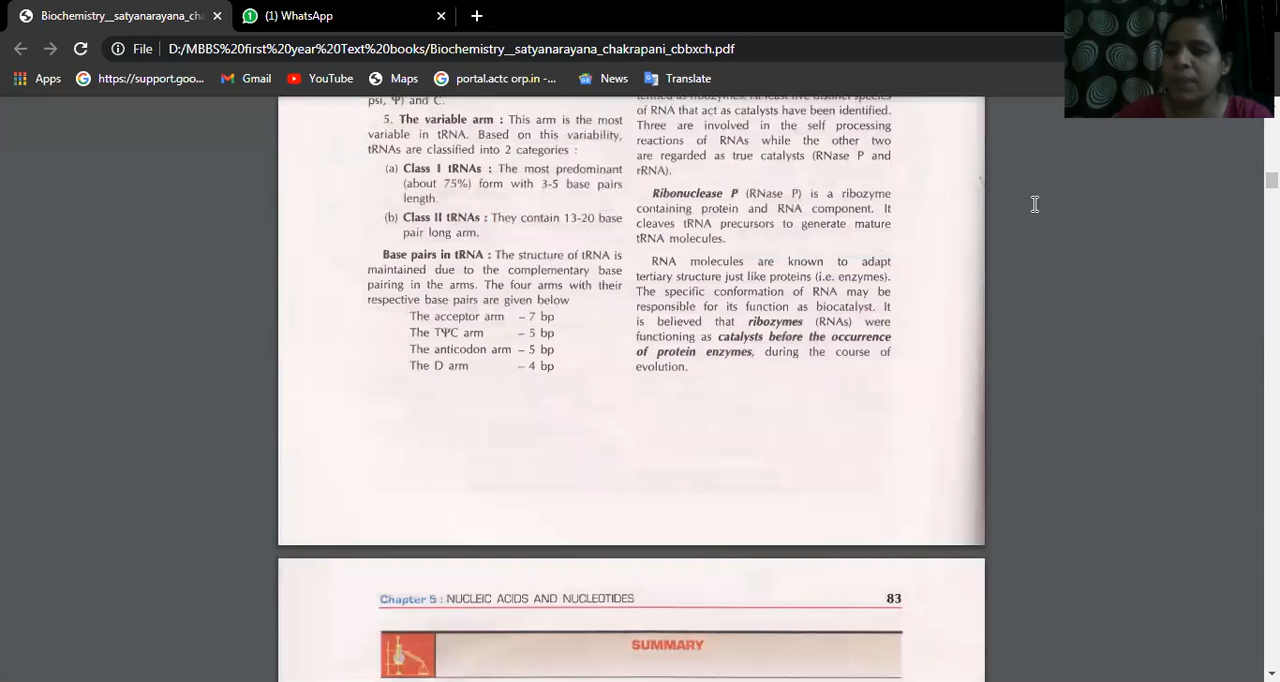 Biochemistry__satyanarayana_cha
(1) WhatsApp
File
D:/MBBS%20first%20year%20Text%20books/Biochemistry__satyanarayana_chakrapani_cbbxch.pdf
Apps
https://support.goo...
Gmail
YouTube
Maps
portal.actc orp.in -...
News
Translate
psi, Ψ) and C.
5. The variable arm : This arm is the most
variable in tRNA. Based on this variability,
tRNAs are classified into 2 categories :
(a) Class I tRNAs : The most predominant
(about 75%) form with 3-5 base pairs
length.
(b) Class II tRNAs : They contain 13-20 base
pair long arm.
Base pairs in tRNA : The structure of tRNA is
maintained due to the complementary base
pairing in the arms. The four arms with their
respective base pairs are given below
The acceptor arm – 7 bp
The TΨC arm – 5 bp
The anticodon arm – 5 bp
The D arm – 4 bp
termed as ribozymes. At least five distinct species
of RNA that act as catalysts have been identified.
Three are involved in the self processing
reactions of RNAs while the other two
are regarded as true catalysts (RNase P and
rRNA).
Ribonuclease P (RNase P) is a ribozyme
containing protein and RNA component. It
cleaves tRNA precursors to generate mature
tRNA molecules.
RNA molecules are known to adapt
tertiary structure just like proteins (i.e. enzymes).
The specific conformation of RNA may be
responsible for its function as biocatalyst. It
is believed that ribozymes (RNAs) were
functioning as catalysts before the occurrence
of protein enzymes, during the course of
evolution.
Chapter 5 : NUCLEIC ACIDS AND NUCLEOTIDES
83
SUMMARY